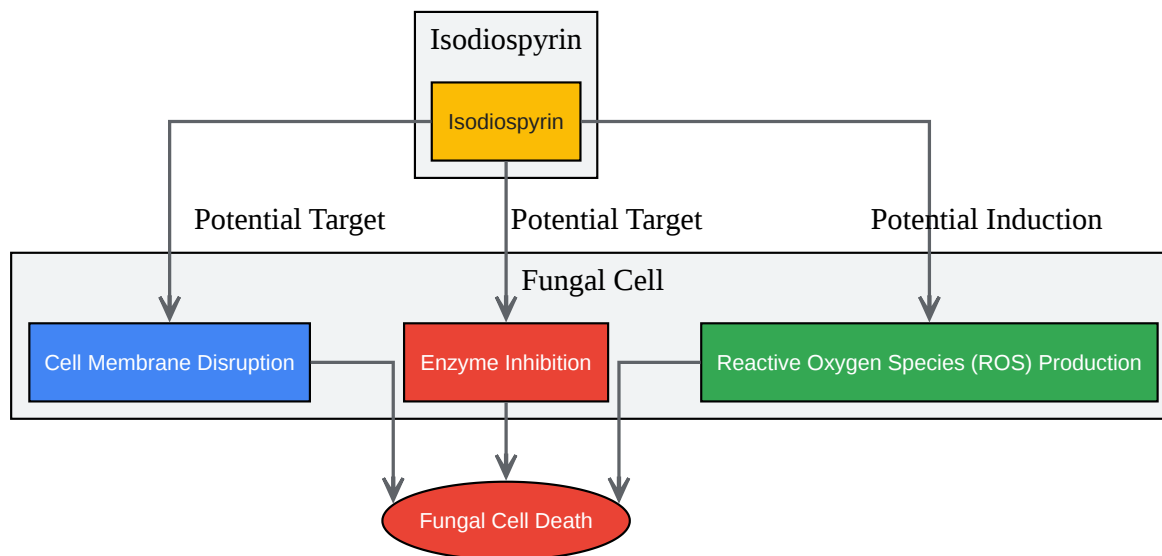 Isodiospyrin
Isodiospyrin
Potential Target
Potential Target
Potential Induction
Fungal Cell
Cell Membrane Disruption
Enzyme Inhibition
Reactive Oxygen Species (ROS) Production
Fungal Cell Death